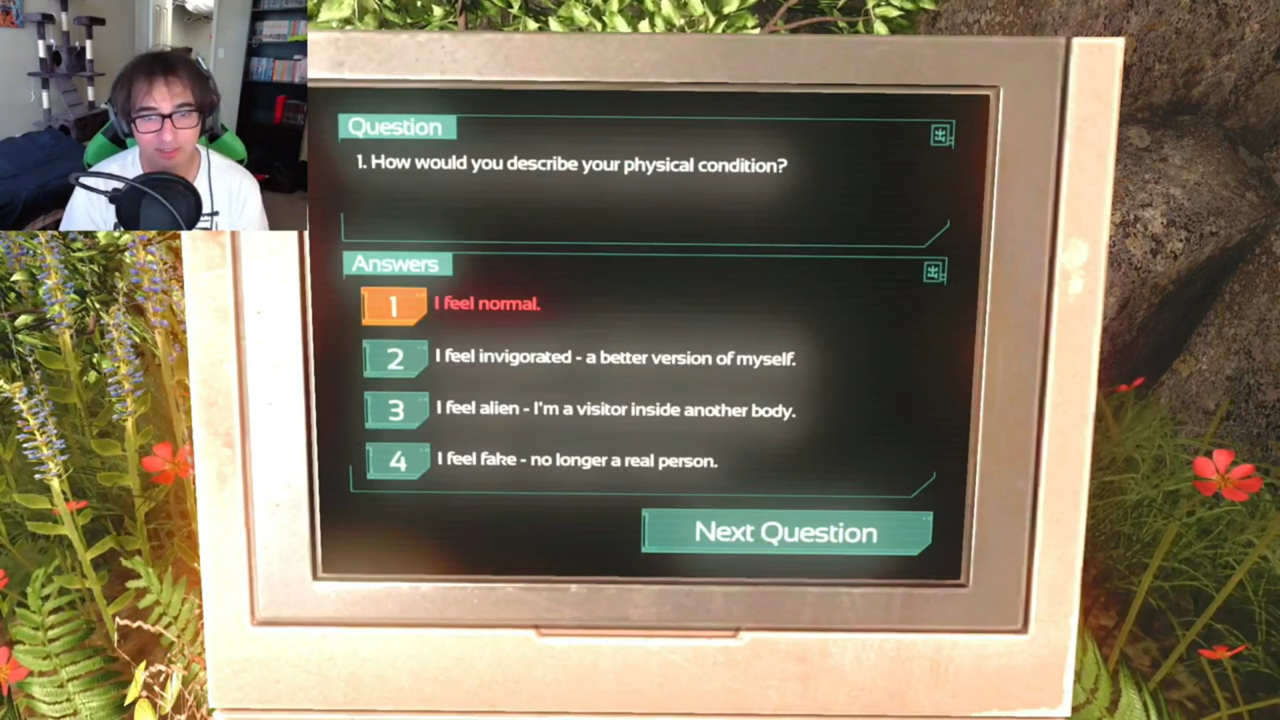 Question
1. How would you describe your physical condition?
Answers
1 I feel normal.
2 I feel invigorated - a better version of myself.
3 I feel alien - I'm a visitor inside another body.
4 I feel fake - no longer a real person.
Next Question